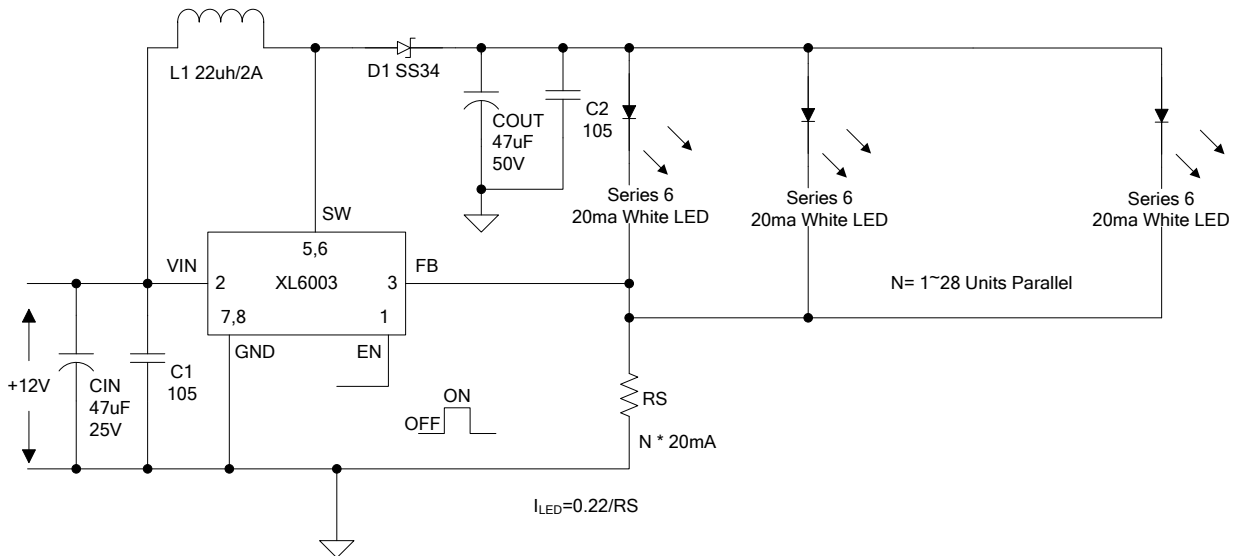 L1 22uh/2A
D1 SS34
COUT
47uF
50V
C2
105
Series 6
20ma White LED
Series 6
20ma White LED
Series 6
20ma White LED
SW
5,6
VIN
2
XL6003
3
FB
7,8
1
GND
EN
N= 1~28 Units Parallel
+12V
CIN
47uF
25V
C1
105
ON
OFF
RS
N * 20mA
ILED=0.22/RS